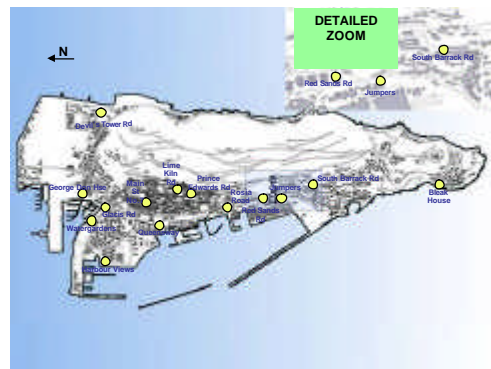 DETAILED
ZOOM
N
South Barrack Rd
Red Sands Rd
Jumpers
Devil's Tower Rd
Lime
Kiln
Rd
Prince
Edwards Rd
George Don Hse
Main
St
Rosia
Road
Jumpers
South Barrack Rd
Bleak
House
Glacis Rd
Red Sands
Rd
Watergardens
Queensway
Harbour Views